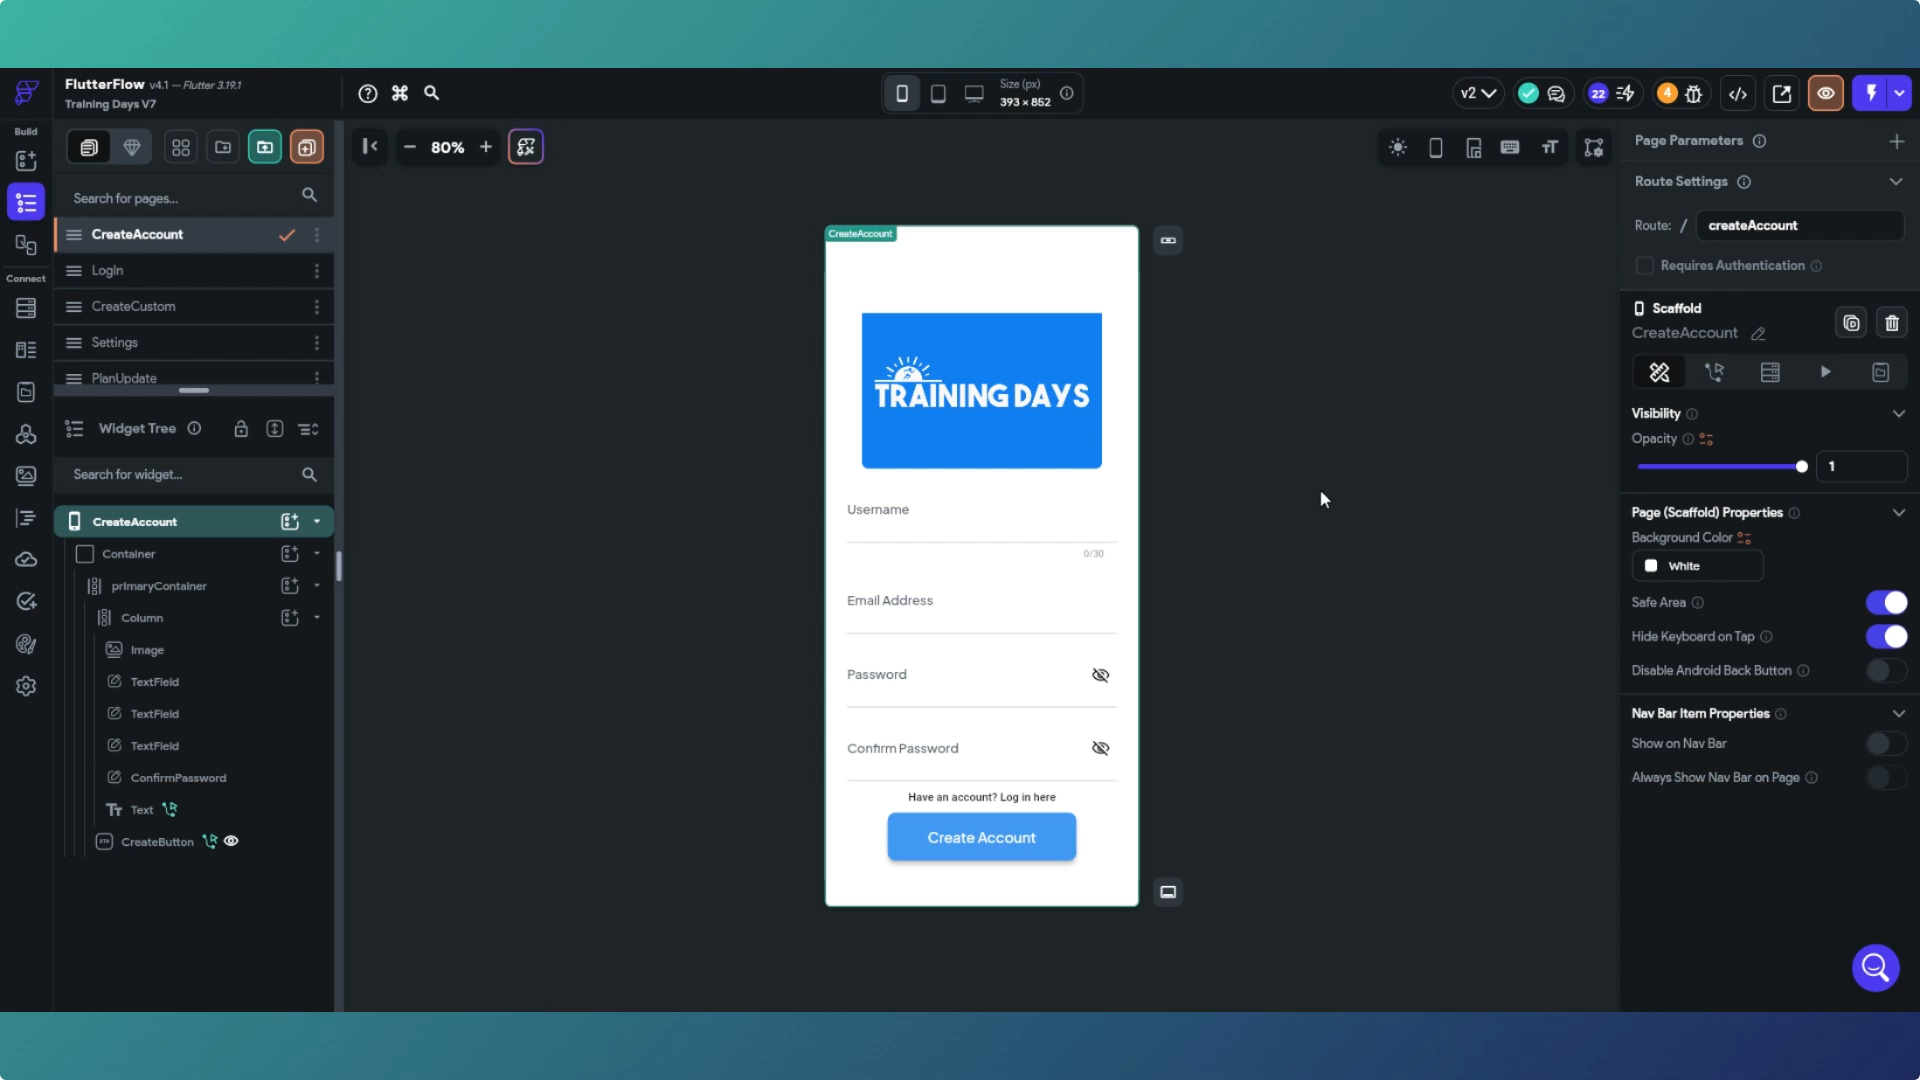 FlutterFlow v4.1 — Flutter 3.19.1
Training Days V7
Size (px)
393 × 852
v2
22
4
Build
Connect
Search for pages...
CreateAccount
LogIn
CreateCustom
Settings
PlanUpdate
Widget Tree
Search for widget...
CreateAccount
Container
primaryContainer
Column
Image
TextField
TextField
TextField
ConfirmPassword
Tt Text
BTN CreateButton
80%
TT
CreateAccount
TRAINING DAYS
Username
0/30
Email Address
Password
Confirm Password
Have an account? Log in here
Create Account
Page Parameters
Route Settings
Route: / createAccount
Requires Authentication
Scaffold
CreateAccount
Visibility
Opacity
1
Page (Scaffold) Properties
Background Color
White
Safe Area
Hide Keyboard on Tap
Disable Android Back Button
Nav Bar Item Properties
Show on Nav Bar
Always Show Nav Bar on Page